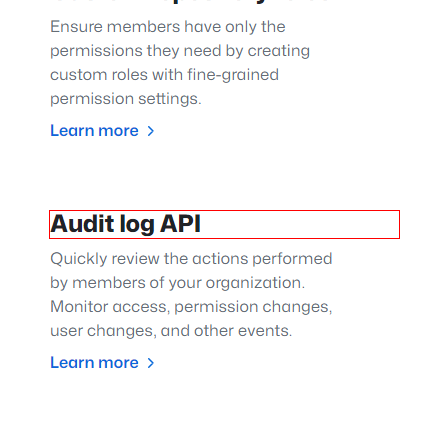 Ensure members have only the
permissions they need by creating
custom roles with fine-grained
permission settings.
Learn more
Audit log API
Quickly review the actions performed
by members of your organization.
Monitor access, permission changes,
user changes, and other events.
Learn more